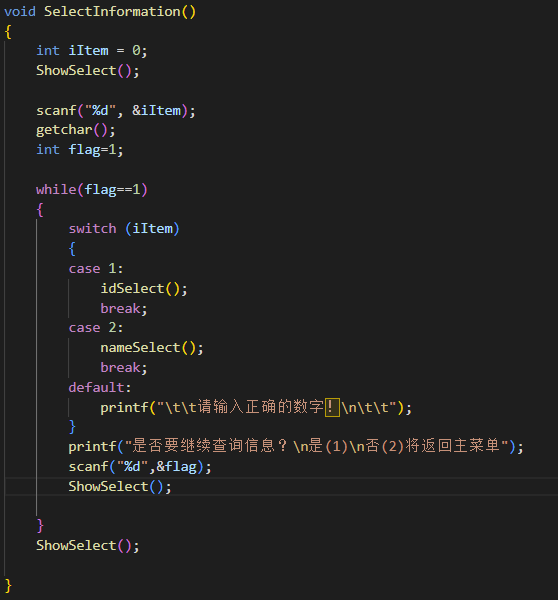 void SelectInformation()
{
    int iItem = 0;
    ShowSelect();

    scanf("%d", &iItem);
    getchar();
    int flag=1;

    while(flag==1)
    {
        switch (iItem)
        {
        case 1:
            idSelect();
            break;
        case 2:
            nameSelect();
            break;
        default:
            printf("\t\t请输入正确的数字！\n\t\t");
        }
        printf("是否要继续查询信息？\n是(1)\n否(2)将返回主菜单");
        scanf("%d",&flag);
        ShowSelect();

    }
    ShowSelect();

}